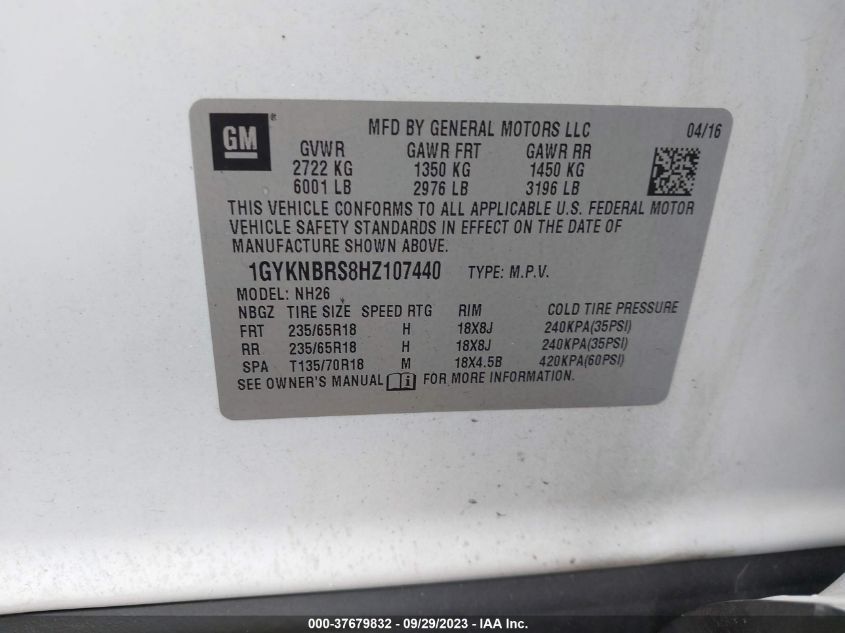 GM
MFD BY GENERAL MOTORS LLC 04/16
GVWR GAWR FRT GAWR RR
2722 KG 1350 KG 1450 KG
6001 LB 2976 LB 3196 LB
THIS VEHICLE CONFORMS TO ALL APPLICABLE U.S. FEDERAL MOTOR
VEHICLE SAFETY STANDARDS IN EFFECT ON THE DATE OF
MANUFACTURE SHOWN ABOVE.
1GYKNBRS8HZ107440 TYPE: M.P.V.
MODEL: NH26
NBGZ TIRE SIZE SPEED RTG RIM COLD TIRE PRESSURE
FRT 235/65R18 H 18X8J 240KPA(35PSI)
RR 235/65R18 H 18X8J 240KPA(35PSI)
SPA T135/70R18 M 18X4.5B 420KPA(60PSI)
SEE OWNER'S MANUAL i FOR MORE INFORMATION.
000-37679832 / 09/29/2023 - IAA Inc.